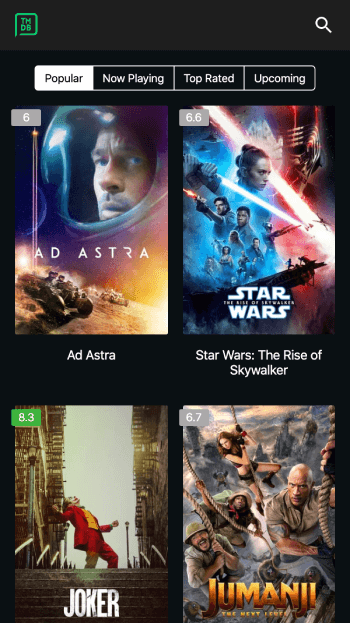 TM
DB
Popular
Now Playing
Top Rated
Upcoming
6
6.6
AD ASTRA
STAR
THE RISE OF SKYWALKER
WARS
Ad Astra
Star Wars: The Rise of
Skywalker
8.3
6.7
JOKER
JUMANJI
THE NEXT LEVEL